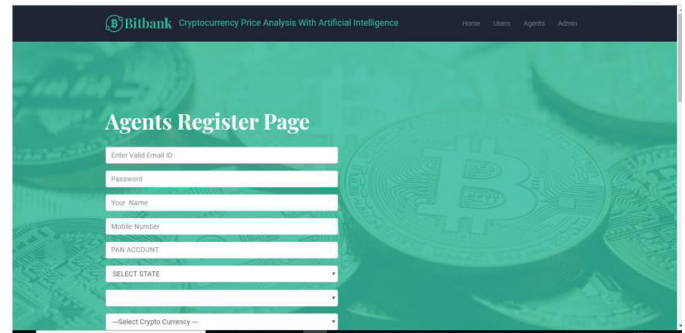 Bitbank Cryptocurrency Price Analysis With Artificial Intelligence Home Users Agents Admin
Agents Register Page
Enter Valid Email ID
Password
Your Name
Mobile Number
PAN ACCOUNT
SELECT STATE
---Select Crypto Currency ---